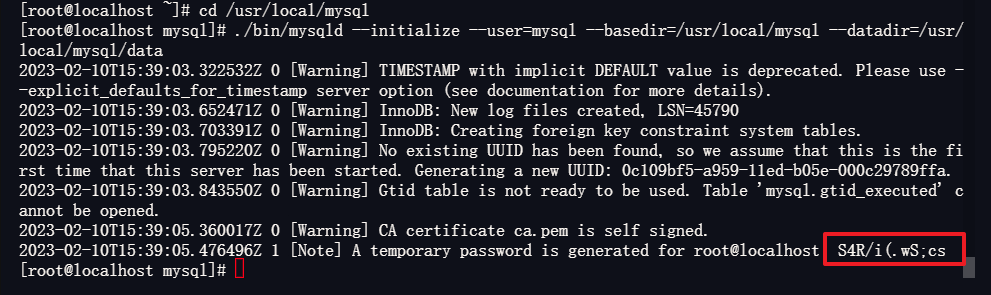 [root@localhost ~]# cd /usr/local/mysql
[root@localhost mysql]# ./bin/mysqld --initialize --user=mysql --basedir=/usr/local/mysql --datadir=/usr/
local/mysql/data
2023-02-10T15:39:03.322532Z 0 [Warning] TIMESTAMP with implicit DEFAULT value is deprecated. Please use -
-explicit_defaults_for_timestamp server option (see documentation for more details).
2023-02-10T15:39:03.652471Z 0 [Warning] InnoDB: New log files created, LSN=45790
2023-02-10T15:39:03.703391Z 0 [Warning] InnoDB: Creating foreign key constraint system tables.
2023-02-10T15:39:03.795220Z 0 [Warning] No existing UUID has been found, so we assume that this is the fi
rst time that this server has been started. Generating a new UUID: 0c109bf5-a959-11ed-b05e-000c29789ffa.
2023-02-10T15:39:03.843550Z 0 [Warning] Gtid table is not ready to be used. Table 'mysql.gtid_executed' c
annot be opened.
2023-02-10T15:39:05.360017Z 0 [Warning] CA certificate ca.pem is self signed.
2023-02-10T15:39:05.476496Z 1 [Note] A temporary password is generated for root@localhost S4R/i(.wS;cs
[root@localhost mysql]#